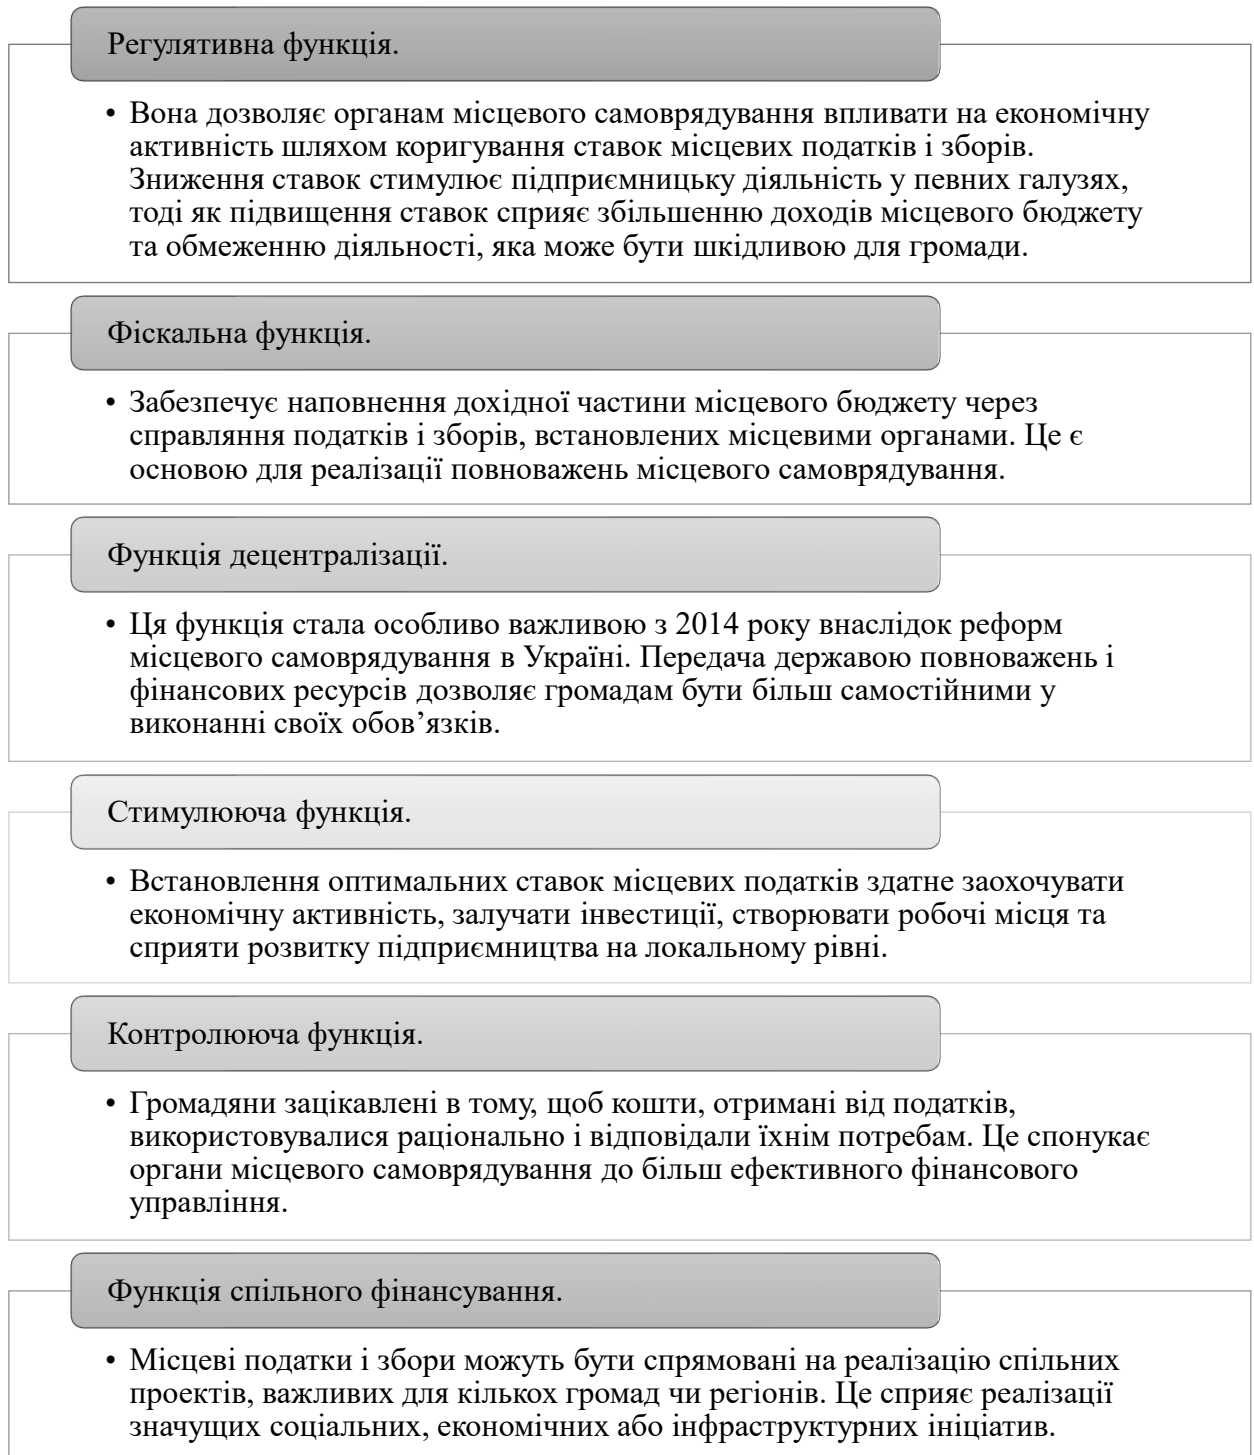 Регулятивна функція.
• Вона дозволяє органам місцевого самоврядування впливати на економічну
активність шляхом коригування ставок місцевих податків і зборів.
Зниження ставок стимулює підприємницьку діяльність у певних галузях,
тоді як підвищення ставок сприяє збільшенню доходів місцевого бюджету
та обмеженню діяльності, яка може бути шкідливою для громади.
Фіскальна функція.
• Забезпечує наповнення дохідної частини місцевого бюджету через
справляння податків і зборів, встановлених місцевими органами. Це є
основою для реалізації повноважень місцевого самоврядування.
Функція децентралізації.
• Ця функція стала особливо важливою з 2014 року внаслідок реформ
місцевого самоврядування в Україні. Передача державою повноважень і
фінансових ресурсів дозволяє громадам бути більш самостійними у
виконанні своїх обов’язків.
Стимулююча функція.
• Встановлення оптимальних ставок місцевих податків здатне заохочувати
економічну активність, залучати інвестиції, створювати робочі місця та
сприяти розвитку підприємництва на локальному рівні.
Контролююча функція.
• Громадяни зацікавлені в тому, щоб кошти, отримані від податків,
використовувалися раціонально і відповідали їхнім потребам. Це спонукає
органи місцевого самоврядування до більш ефективного фінансового
управління.
Функція спільного фінансування.
• Місцеві податки і збори можуть бути спрямовані на реалізацію спільних
проектів, важливих для кількох громад чи регіонів. Це сприяє реалізації
значущих соціальних, економічних або інфраструктурних ініціатив.